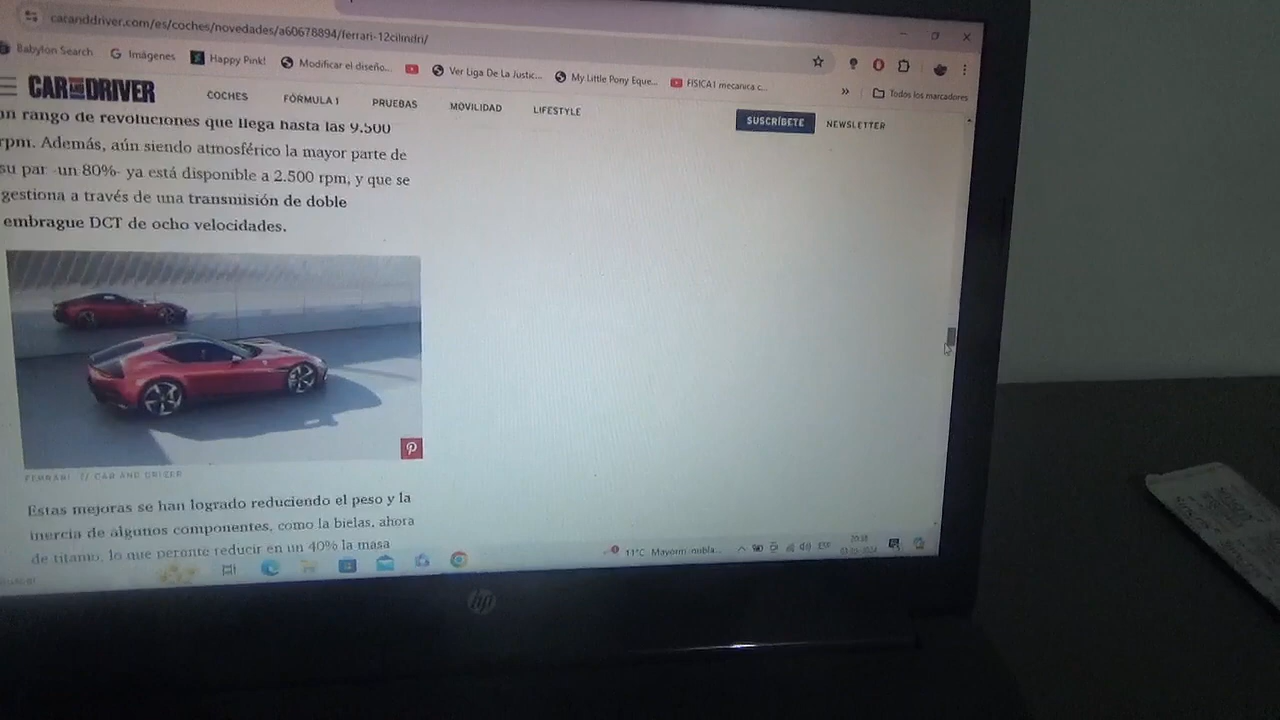 caranddriver.com/es/coches/novedades/a60678894/ferrari-12cilindri/
Babylon Search
Imágenes
Happy Pink!
Modificar el diseño...
Ver Liga De La Justic...
My Little Pony Eque...
FISICA I mecanica c...
»
Todos los marcadores
CAR AND DRIVER
COCHES
FÓRMULA 1
PRUEBAS
MOVILIDAD
LIFESTYLE
SUSCRÍBETE
NEWSLETTER
on rango de revoluciones que llega hasta las 9.500
rpm. Además, aún siendo atmosférico la mayor parte de
su par -un 80%- ya está disponible a 2.500 rpm, y que se
gestiona a través de una transmisión de doble
embrague DCT de ocho velocidades.
FERRARI // CAR AND DRIVER
Estas mejoras se han logrado reduciendo el peso y la
inercia de algunos componentes, como la bielas, ahora
de titanio, lo que permite reducir en un 40% la masa
11°C Mayorm. nubla...
ESP
hp